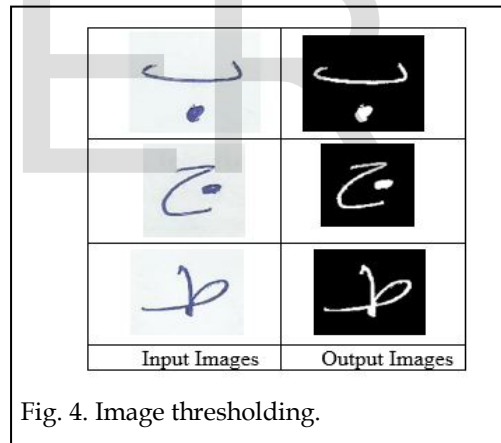 ب ب
ج ج
ط ط
Input Images Output Images
Fig. 4. Image thresholding.